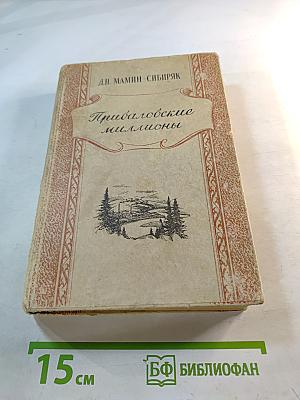 Д.Н. МАМИН-СИБИРЯК
Приваловские
миллионы
15 см
БФ БИБЛИОФАН